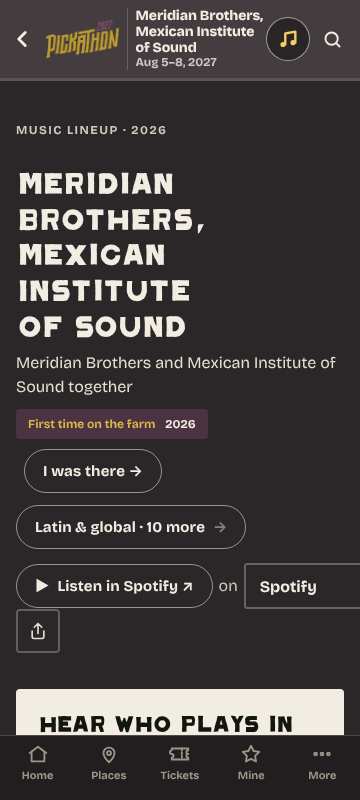 2027
PICKATHON
Meridian Brothers,
Mexican Institute
of Sound
Aug 5–8, 2027
MUSIC LINEUP · 2026
MERIDIAN
BROTHERS,
MEXICAN
INSTITUTE
OF SOUND
Meridian Brothers and Mexican Institute of
Sound together
First time on the farm 2026
I was there →
Latin & global · 10 more →
▶ Listen in Spotify ↗ on Spotify
HEAR WHO PLAYS IN
Home Places Tickets Mine More